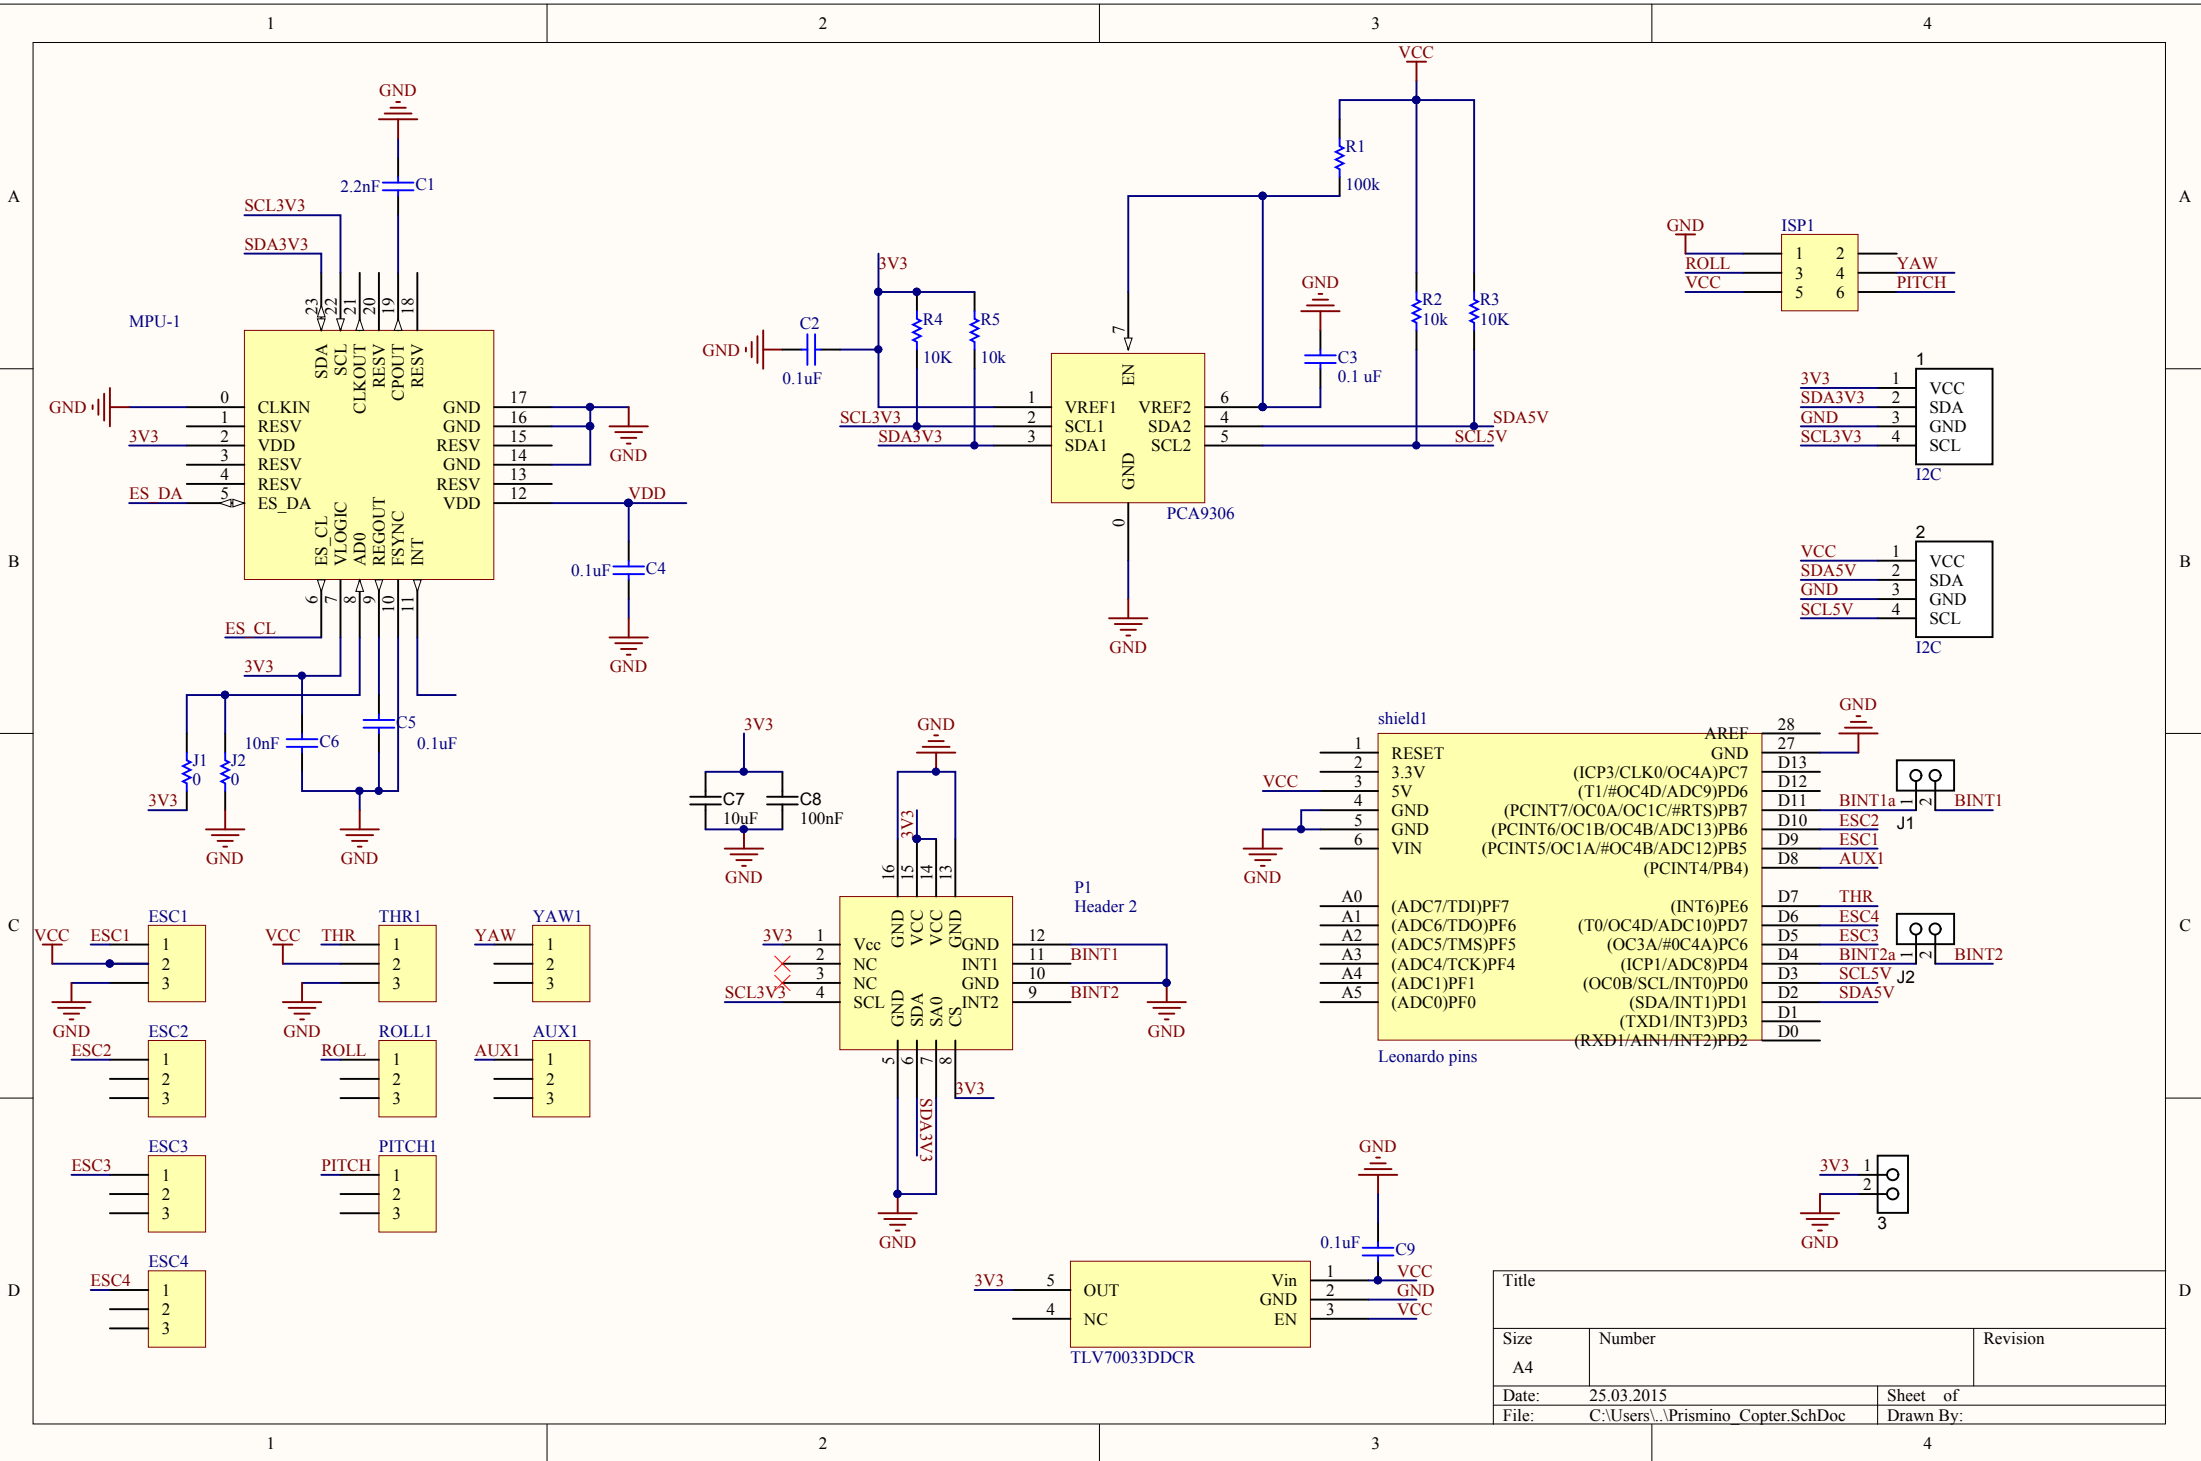 1 2 3 4
A
B
C
D
A
B
C
D
1 2 3 4
GND
2.2nF C1
SCL3V3
SDA3V3
23
22
21
20
19
18
MPU-1
SDA
SCL
CLKOUT
RESV
CPOUT
RESV
GND 0 CLKIN
1 RESV
3V3 2 VDD
3 RESV
4 RESV
ES_DA 5 ES_DA
GND 17
GND 16
RESV 15
GND 14
RESV 13
VDD 12 VDD
GND
ES_CL
VLOGIC
AD0
REGOUT
FSYNC
INT
6
7
8
9
10
11
0.1uF C4
GND
ES_CL
3V3
10nF C6
C5
0.1uF
J1
0
J2
0
3V3
GND
GND
3V3
GND C2
0.1uF
R4
10K
R5
10k
SCL3V3
SDA3V3
VCC
R1
100k
R2
10k
R3
10K
GND
C3
0.1 uF
7
EN
1 VREF1
2 SCL1
3 SDA1
VREF2 6
SDA2 4
SCL2 5
GND
0
PCA9306
GND
SDA5V
SCL5V
ISP1
GND
ROLL
VCC
1 2
3 4
5 6
YAW
PITCH
1
3V3 1 VCC
SDA3V3 2 SDA
GND 3 GND
SCL3V3 4 SCL
I2C
2
VCC 1 VCC
SDA5V 2 SDA
GND 3 GND
SCL5V 4 SCL
I2C
3V3
C7
10uF
C8
100nF
GND
GND
3V3
16
15
14
13
GND
VCC
VCC
GND
P1
Header 2
3V3 1 Vcc
2 NC
3 NC
SCL3V3 4 SCL
GND 12
INT1 11 BINT1
GND 10
INT2 9 BINT2
GND
GND
SDA
SA0
CS
5
6
7
8
3V3
SDA3V3
GND
shield1
1 RESET
2 3.3V
VCC 3 5V
4 GND
5 GND
6 VIN
GND
A0 (ADC7/TDI)PF7
A1 (ADC6/TDO)PF6
A2 (ADC5/TMS)PF5
A3 (ADC4/TCK)PF4
A4 (ADC1)PF1
A5 (ADC0)PF0
AREF 28
GND 27
GND
(ICP3/CLK0/OC4A)PC7 D13
(T1/#OC4D/ADC9)PD6 D12
(PCINT7/OC0A/OC1C/#RTS)PB7 D11 BINT1a
(PCINT6/OC1B/OC4B/ADC13)PB6 D10 ESC2
(PCINT5/OC1A/#OC4B/ADC12)PB5 D9 ESC1
(PCINT4/PB4) D8 AUX1
(INT6)PE6 D7 THR
(T0/OC4D/ADC10)PD7 D6 ESC4
(OC3A/#0C4A)PC6 D5 ESC3
(ICP1/ADC8)PD4 D4 BINT2a
(OC0B/SCL/INT0)PD0 D3 SCL5V
(SDA/INT1)PD1 D2 SDA5V
(TXD1/INT3)PD3 D1
(RXD1/AIN1/INT2)PD2 D0
Leonardo pins
1 2 BINT1
J1
1 2 BINT2
J2
ESC1
VCC ESC1 1
2
3
GND
THR1
VCC THR 1
2
3
GND
YAW1
YAW 1
2
3
ESC2
ESC2 1
2
3
ROLL1
ROLL 1
2
3
AUX1
AUX1 1
2
3
ESC3
ESC3 1
2
3
PITCH1
PITCH 1
2
3
ESC4
ESC4 1
2
3
GND
0.1uF C9
3V3 5 OUT
4 NC
Vin 1 VCC
GND 2 GND
EN 3 VCC
TLV70033DDCR
3V3 1
2
GND
3
Title
Size Number Revision
A4
Date: 25.03.2015 Sheet of
File: C:\Users\..\Prismino_Copter.SchDoc Drawn By: